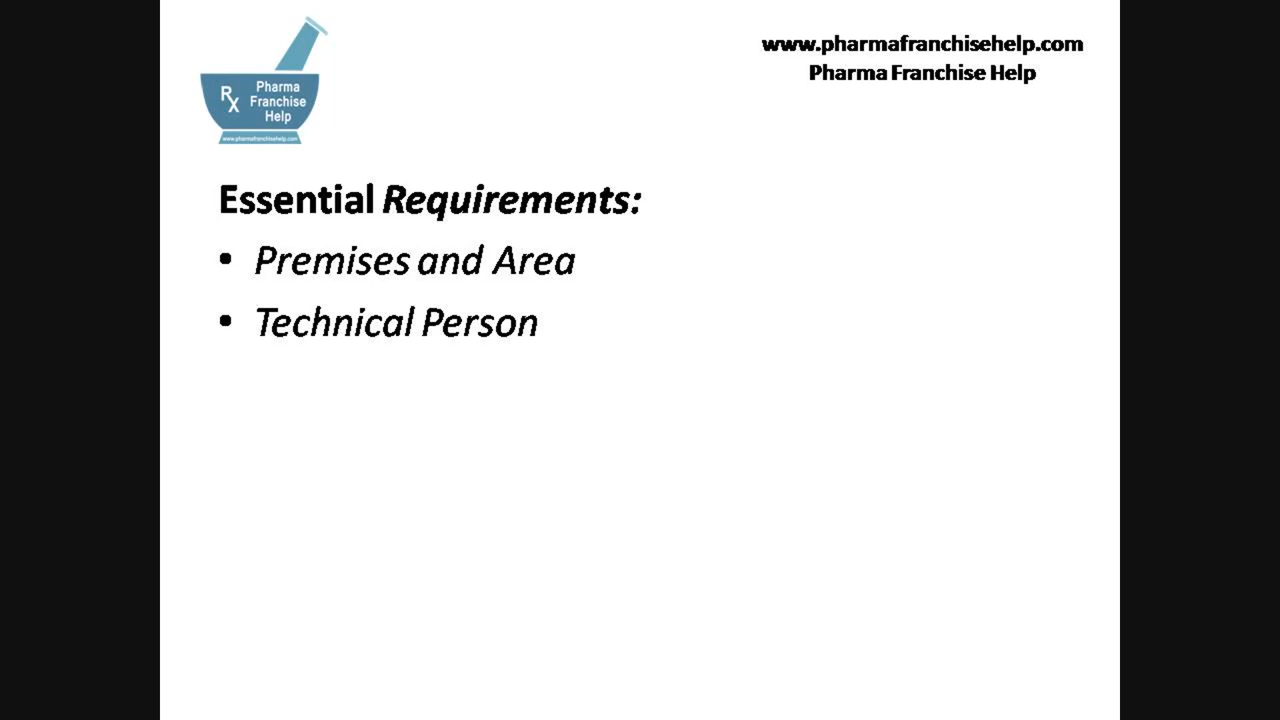 Rx
Pharma
Franchise
Help
www.pharmafranchisehelp.com
www.pharmafranchisehelp.com
Pharma Franchise Help
Essential Requirements:
• Premises and Area
• Technical Person